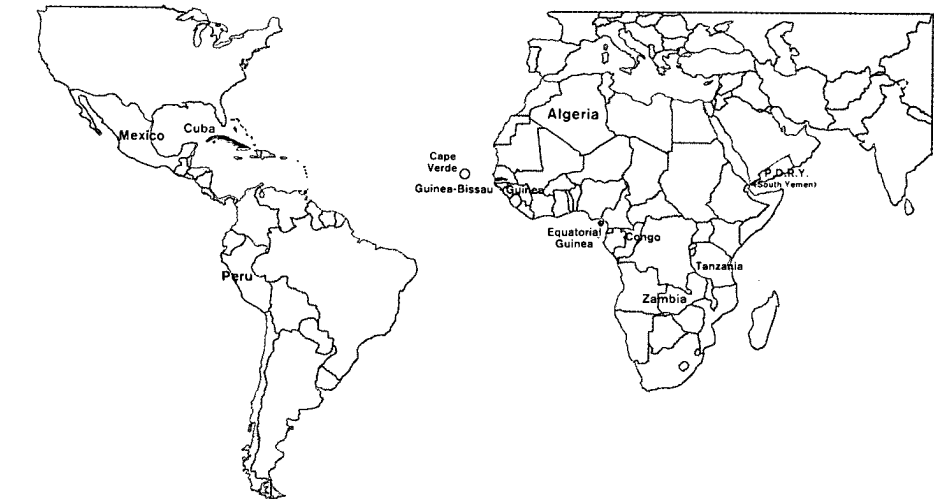 Mexico
Cuba
Algeria
Cape
Verde
Guinea-Bissau
Guinea
P.D.R.Y.
(South Yemen)
Equatorial
Guinea
Congo
Tanzania
Peru
Zambia